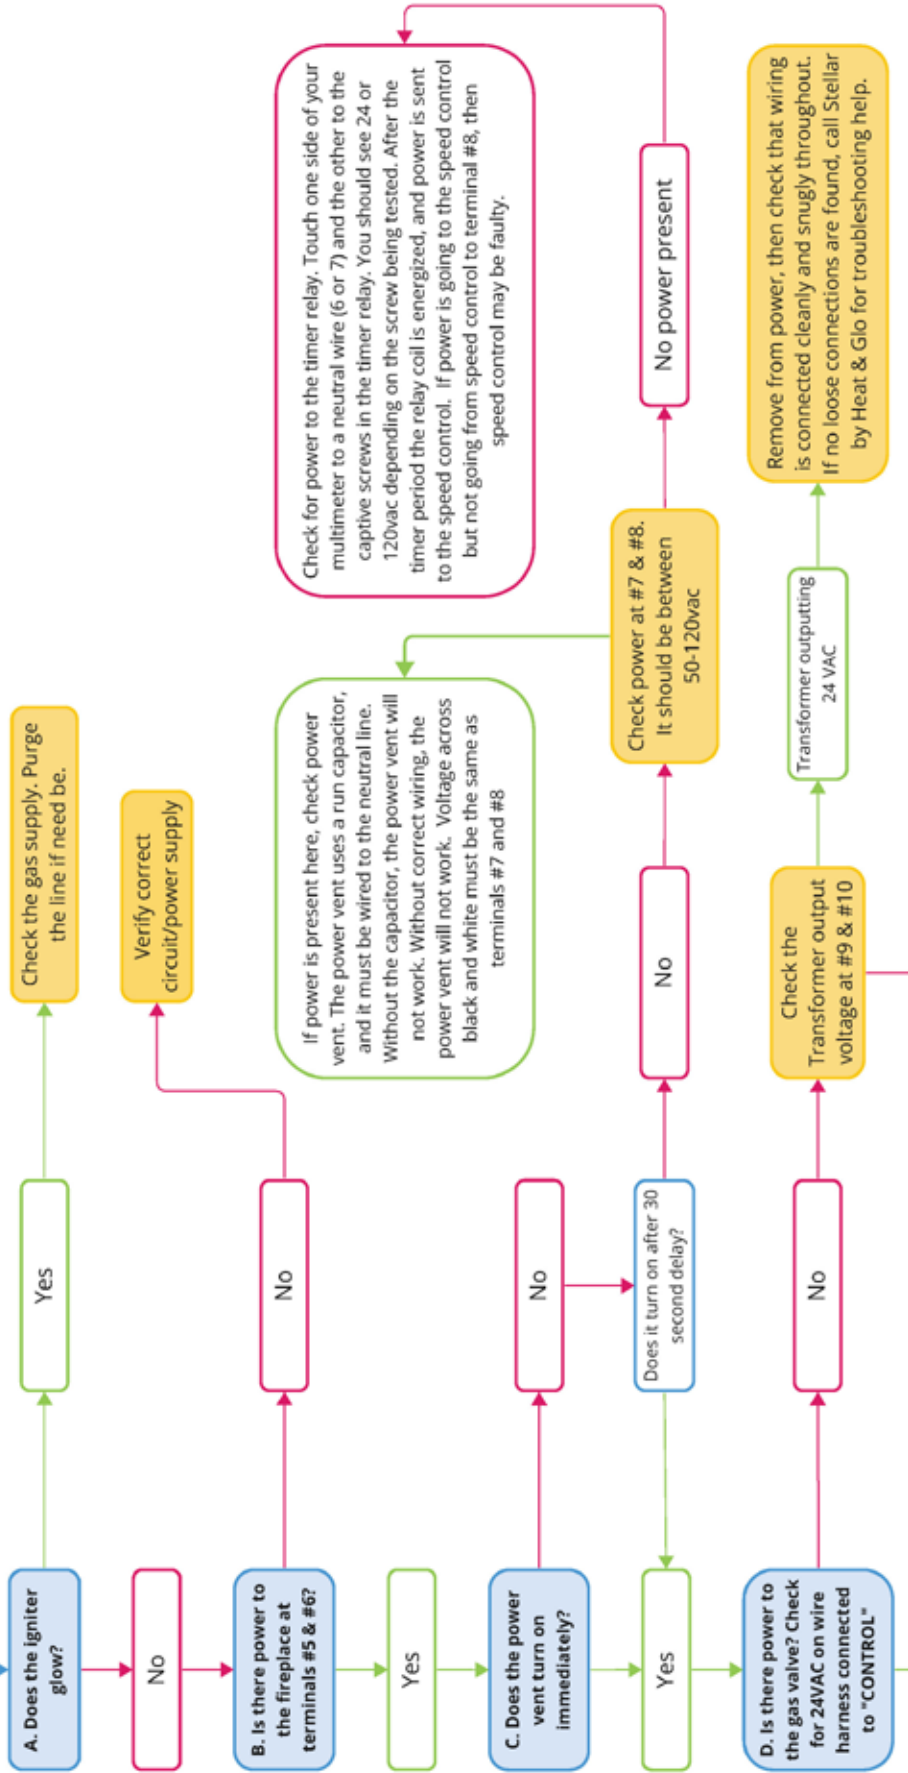 A. Does the igniter
glow?
Yes
Check the gas supply. Purge
the line if need be.
No
B. Is there power to
the fireplace at
terminals #5 & #6?
No
Verify correct
circuit/power supply
Yes
C. Does the power
vent turn on
immediately?
No
Does it turn on after 30
second delay?
No
Check power at #7 & #8.
It should be between
50-120vac
If power is present here, check power
vent. The power vent uses a run capacitor,
and it must be wired to the neutral line.
Without the capacitor, the power vent will
not work. Without correct wiring, the
power vent will not work. Voltage across
black and white must be the same as
terminals #7 and #8
No power present
Check for power to the timer relay. Touch one side of your
multimeter to a neutral wire (6 or 7) and the other to the
captive screws in the timer relay. You should see 24 or
120vac depending on the screw being tested. After the
timer period the relay coil is energized, and power is sent
to the speed control. If power is going to the speed control
but not going from speed control to terminal #8, then
speed control may be faulty.
Yes
D. Is there power to
the gas valve? Check
for 24VAC on wire
harness connected
to "CONTROL"
No
Check the
Transformer output
voltage at #9 & #10
Transformer outputting
24 VAC
Remove from power, then check that wiring
is connected cleanly and snugly throughout.
If no loose connections are found, call Stellar
by Heat & Glo for troubleshooting help.